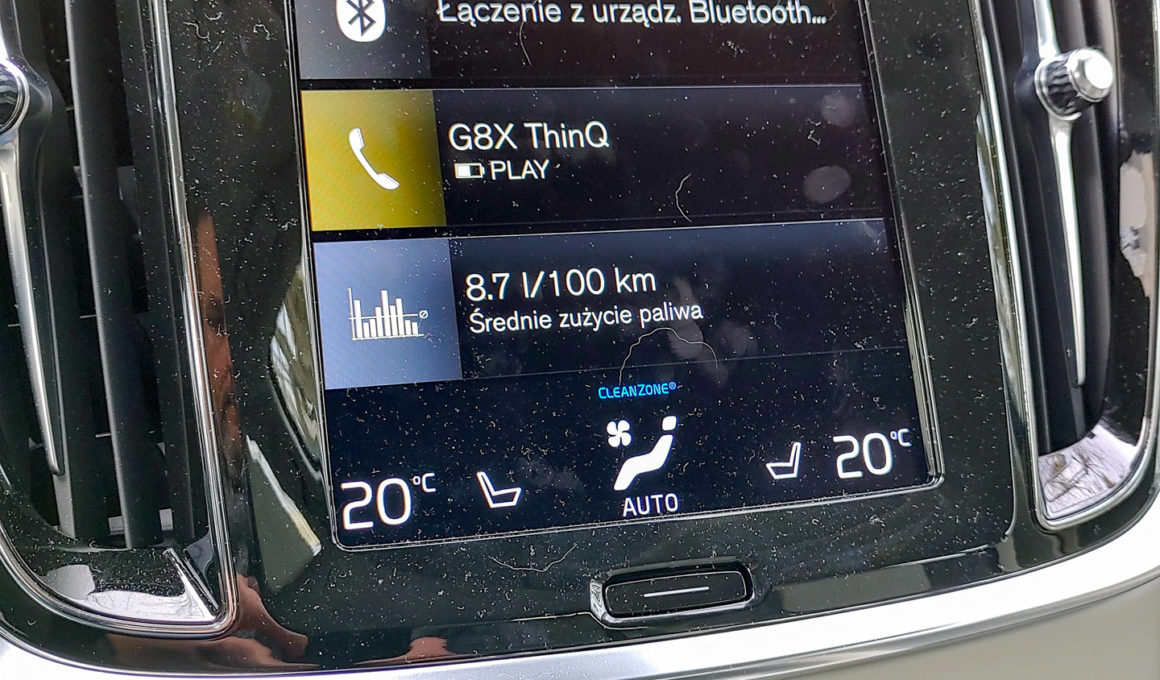 Łączenie z urządz. Bluetooth...
G8X ThinQ
PLAY
8.7 l/100 km
Średnie zużycie paliwa
CLEANZONE®
20°C
20°C
AUTO